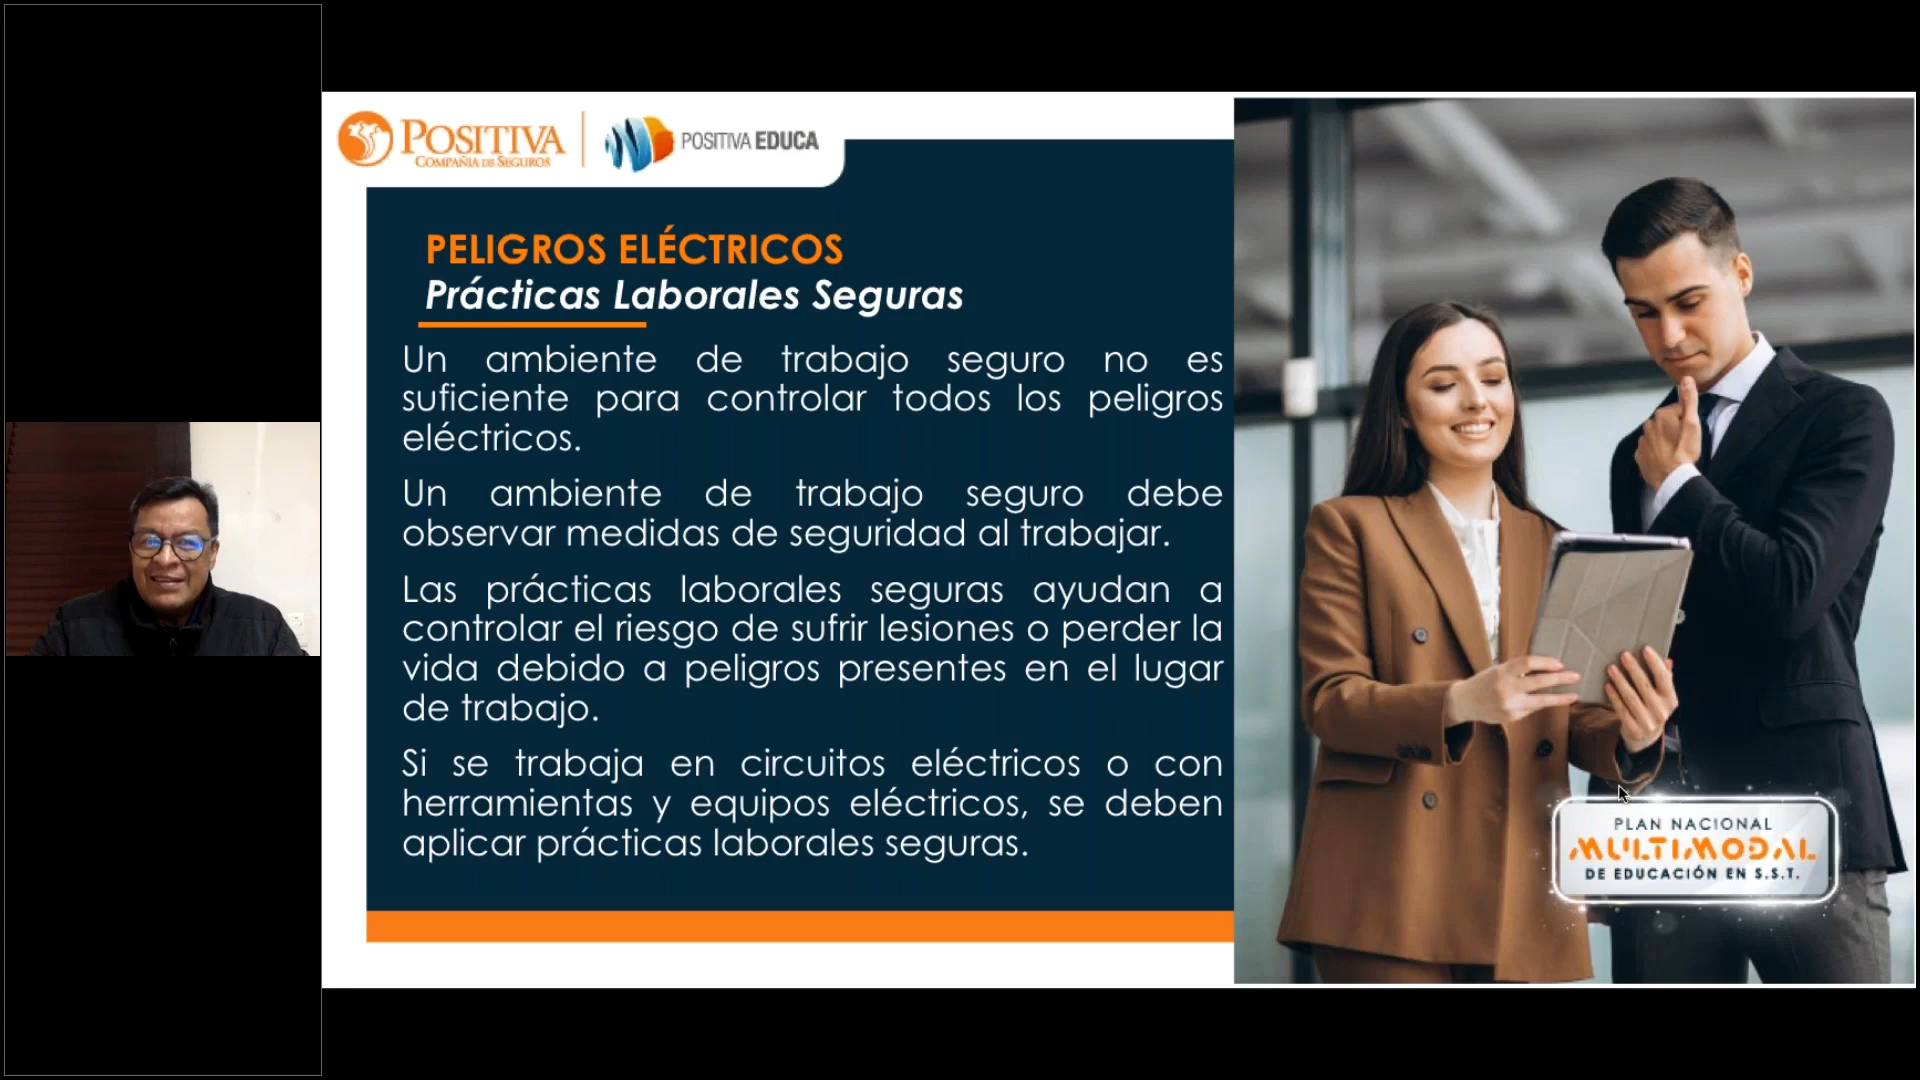 POSITIVA
COMPAÑIA DE SEGUROS
POSITIVA EDUCA
PELIGROS ELÉCTRICOS
Prácticas Laborales Seguras
Un ambiente de trabajo seguro no es
suficiente para controlar todos los peligros
eléctricos.
Un ambiente de trabajo seguro debe
observar medidas de seguridad al trabajar.
Las prácticas laborales seguras ayudan a
controlar el riesgo de sufrir lesiones o perder la
vida debido a peligros presentes en el lugar
de trabajo.
Si se trabaja en circuitos eléctricos o con
herramientas y equipos eléctricos, se deben
aplicar prácticas laborales seguras.
PLAN NACIONAL
MULTIMODAL
DE EDUCACIÓN EN S.S.T.